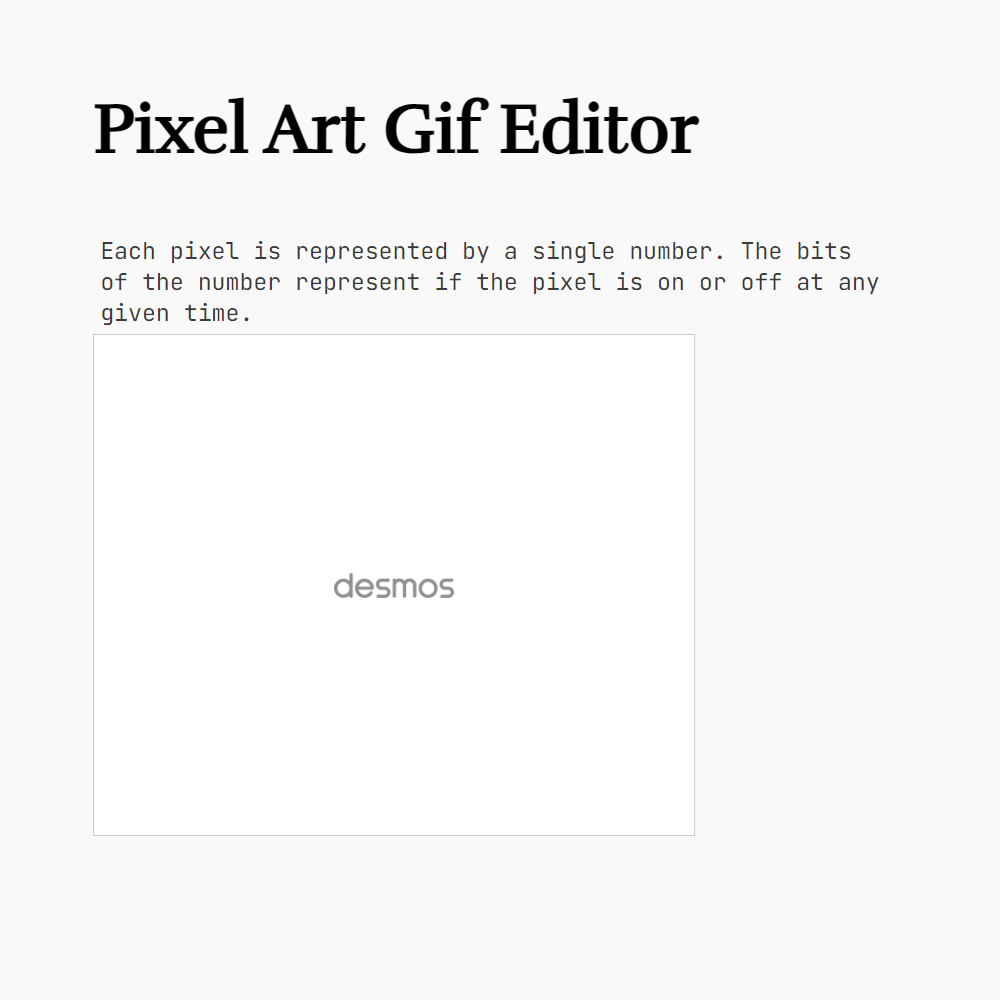 Pixel Art Gif Editor
Each pixel is represented by a single number. The bits
of the number represent if the pixel is on or off at any
given time.
desmos